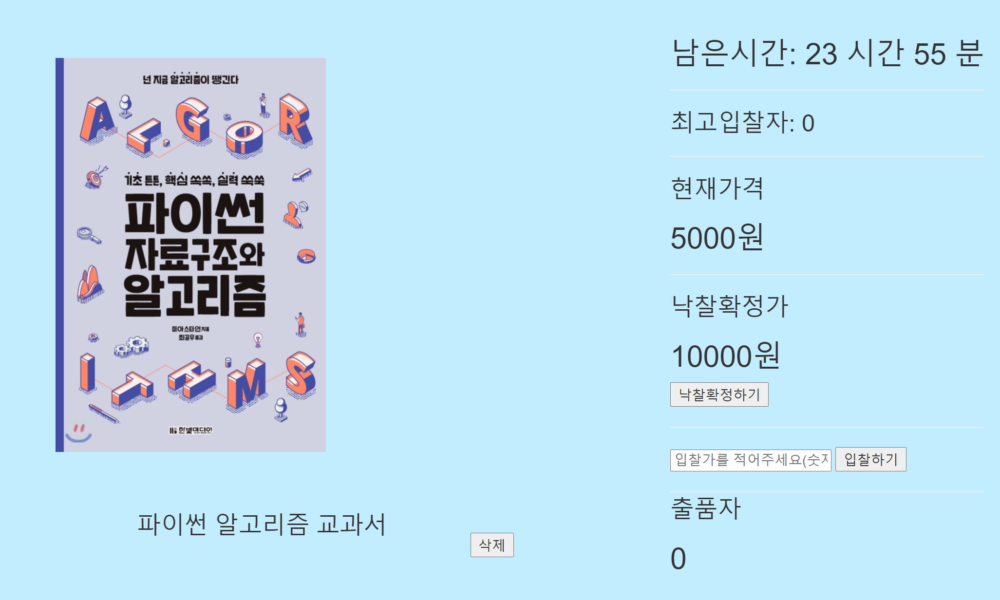 넌 지금 알고리즘이 땡긴다
ALGOR
기초 튼튼, 핵심 쏙쏙, 실력 쑥쑥
파이썬
자료구조와
알고리즘
미아 스타인 지음
최길우 옮김
ITHMS
한빛미디어
파이썬 알고리즘 교과서
삭제
남은시간: 23 시간 55 분
최고입찰자: 0
현재가격
5000원
낙찰확정가
10000원
낙찰확정하기
입찰가를 적어주세요(숫자
입찰하기
출품자
0